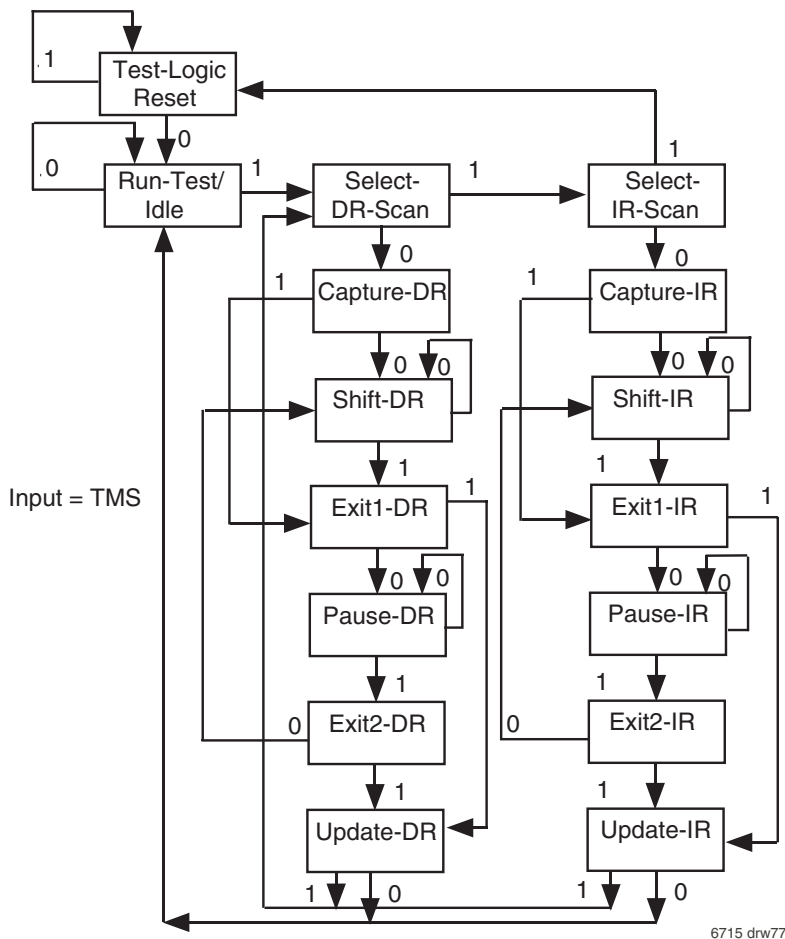 .1
Test-Logic
Reset
0
1
.0
Run-Test/
Idle
1
Select-
DR-Scan
1
Select-
IR-Scan
0
0
1
Capture-DR
1
Capture-IR
0
0
0
0
Shift-DR
Shift-IR
1
1
Input = TMS
Exit1-DR
1
Exit1-IR
1
0
0
0
0
Pause-DR
Pause-IR
1
1
0
Exit2-DR
0
Exit2-IR
1
1
Update-DR
Update-IR
1
0
1
0
6715 drw77